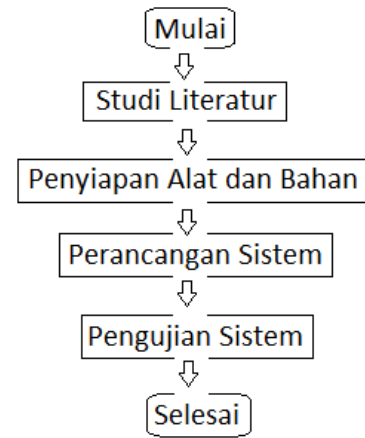 Mulai
Studi Literatur
Penyiapan Alat dan Bahan
Perancangan Sistem
Pengujian Sistem
Selesai